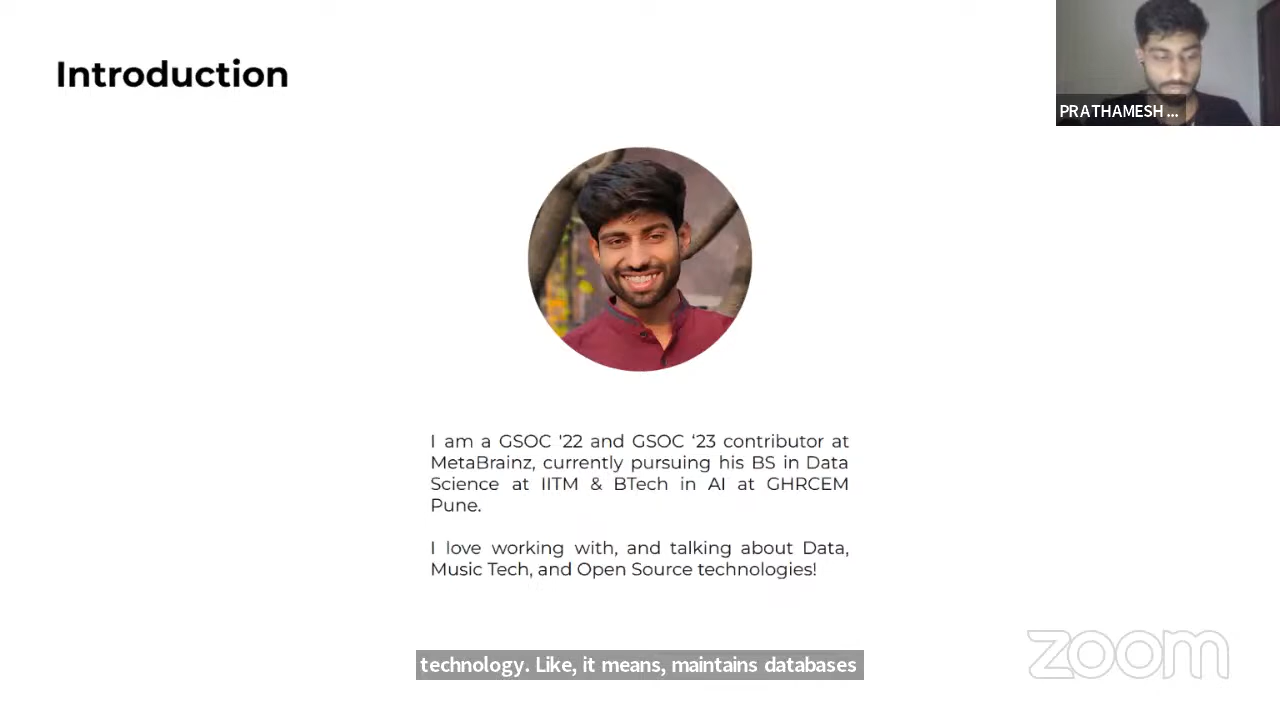 Introduction
PRATHAMESH ...
I am a GSOC '22 and GSOC ‘23 contributor at
MetaBrainz, currently pursuing his BS in Data
Science at IITM & BTech in AI at GHRCEM
Pune.
I love working with, and talking about Data,
Music Tech, and Open Source technologies!
technology. Like, it means, maintains databases
zoom